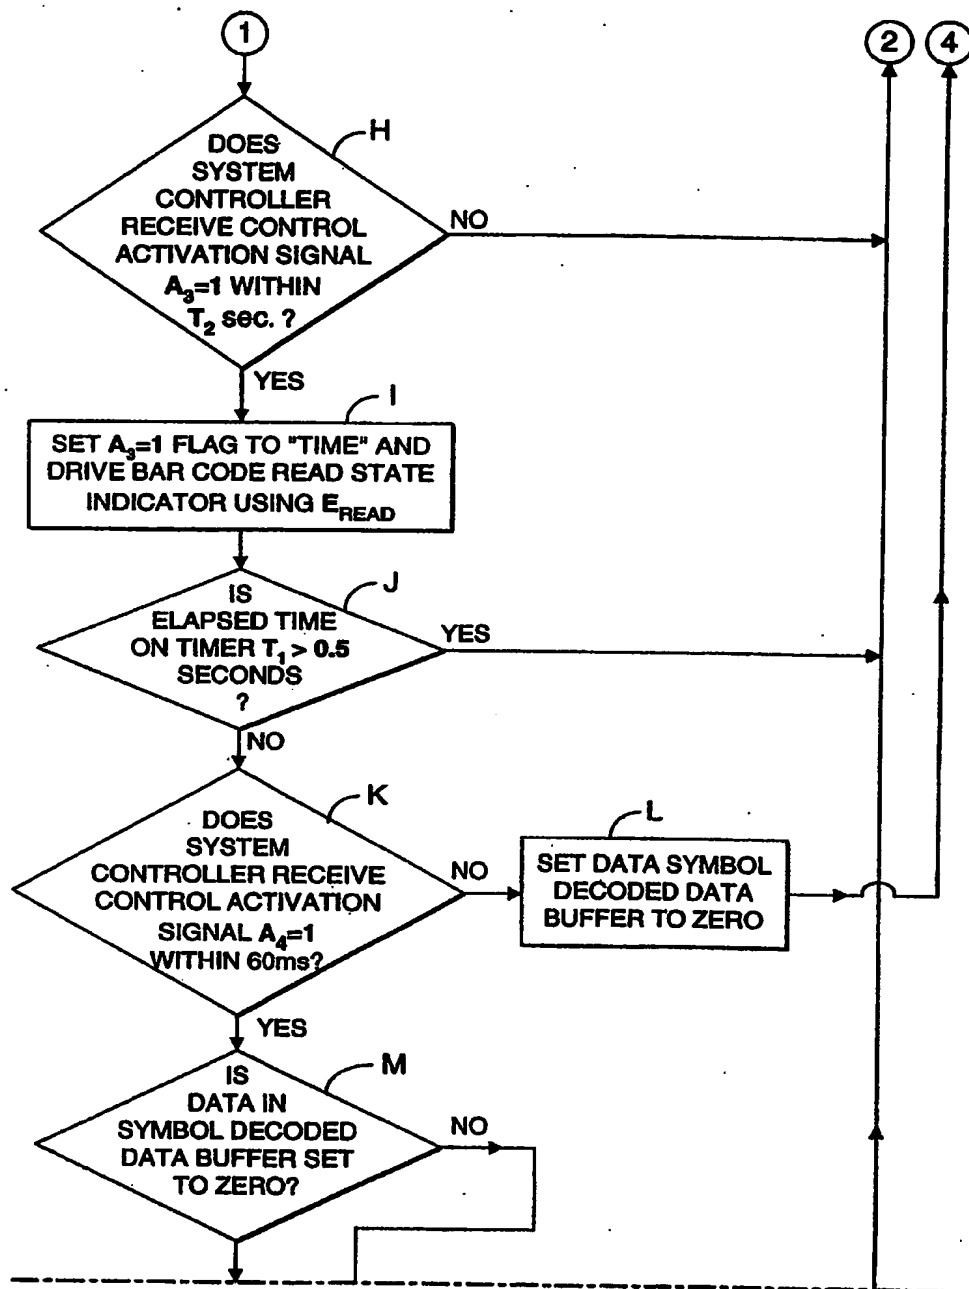 1
2
4
H
DOES
SYSTEM
CONTROLLER
RECEIVE CONTROL
ACTIVATION SIGNAL
A₃=1 WITHIN
T₂ sec. ?
NO
YES
I
SET A₃=1 FLAG TO "TIME" AND
DRIVE BAR CODE READ STATE
INDICATOR USING E_READ
J
IS
ELAPSED TIME
ON TIMER T₁ > 0.5
SECONDS
?
YES
NO
K
DOES
SYSTEM
CONTROLLER RECEIVE
CONTROL ACTIVATION
SIGNAL A₄=1
WITHIN 60ms?
NO
L
SET DATA SYMBOL
DECODED DATA
BUFFER TO ZERO
YES
M
IS
DATA IN
SYMBOL DECODED
DATA BUFFER SET
TO ZERO?
NO